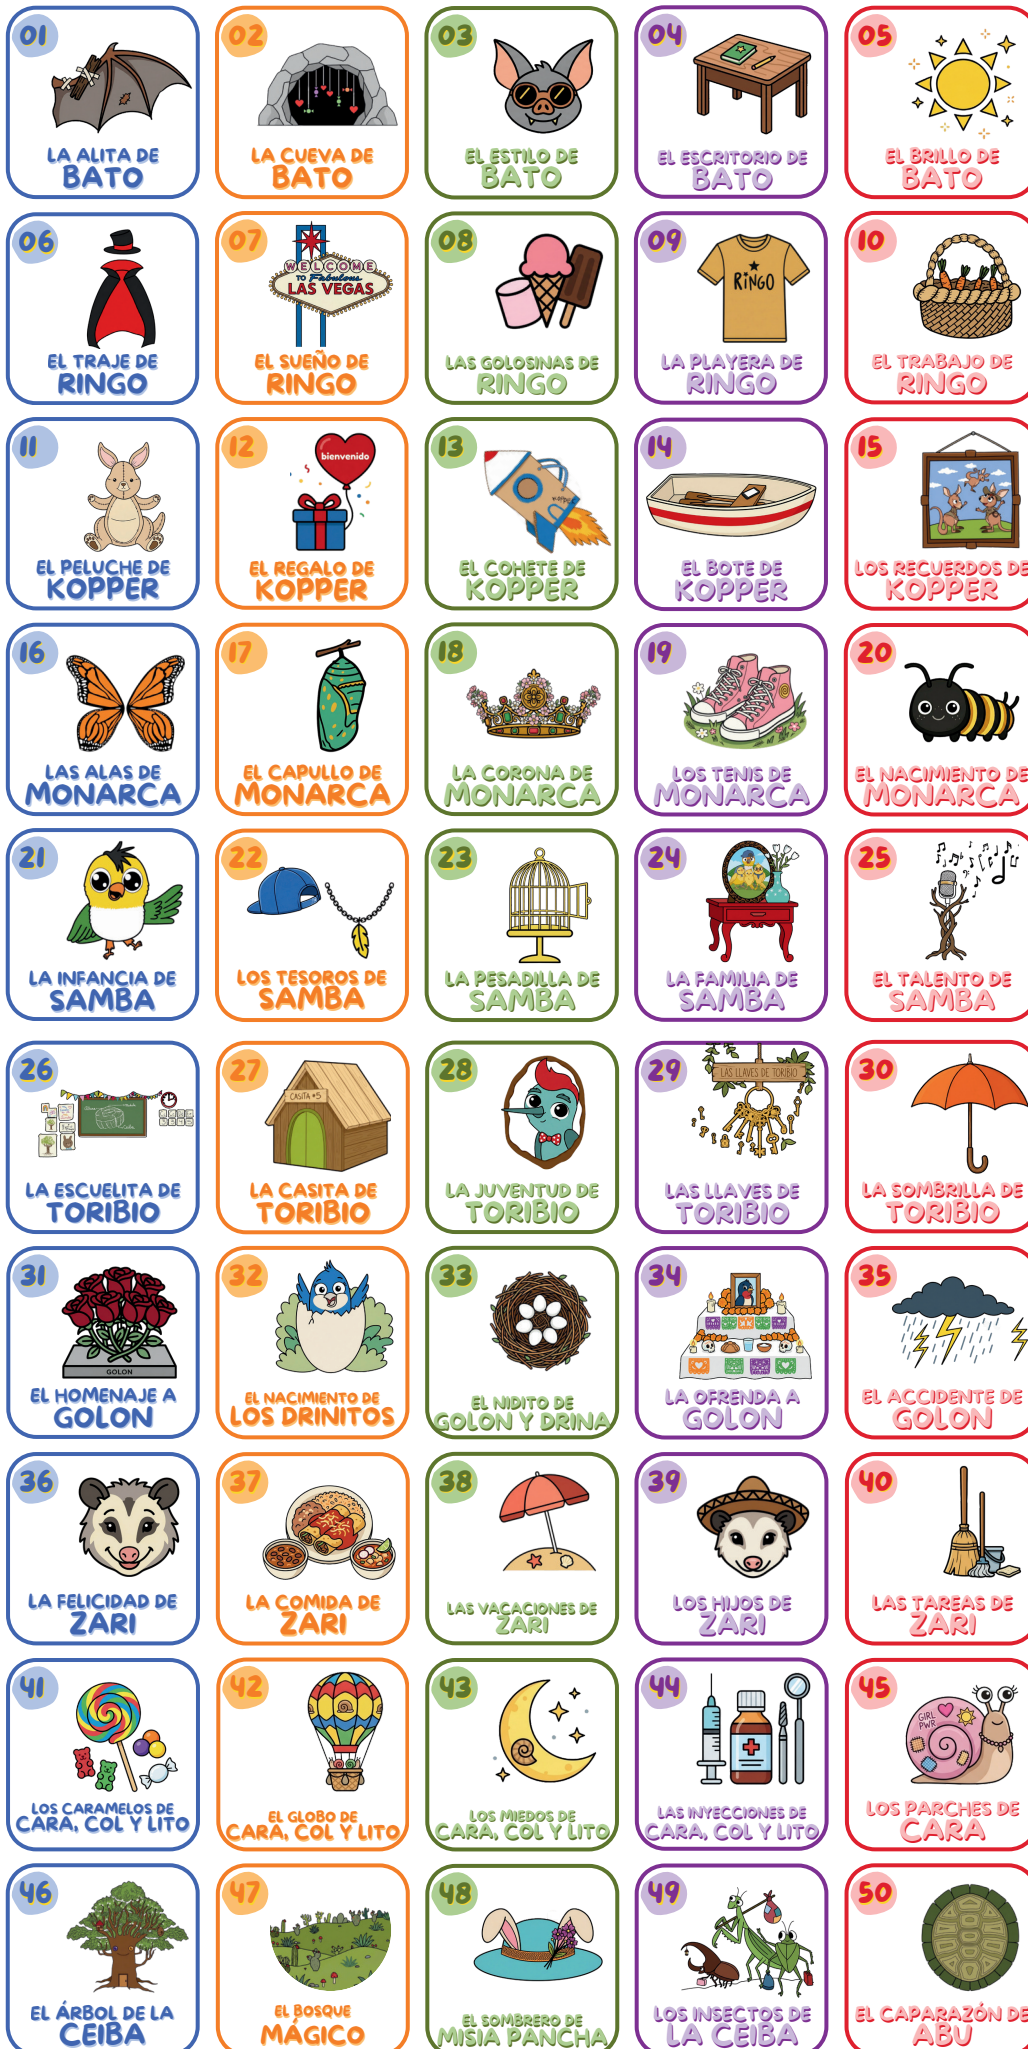 01
LA ALITA DE
BATO
02
LA CUEVA DE
BATO
03
EL ESTILO DE
BATO
04
EL ESCRITORIO DE
BATO
05
EL BRILLO DE
BATO
06
EL TRAJE DE
RINGO
07
WELCOME
TO Fabulous
LAS VEGAS
EL SUEÑO DE
RINGO
08
LAS GOLOSINAS DE
RINGO
09
RINGO
LA PLAYERA DE
RINGO
10
EL TRABAJO DE
RINGO
11
EL PELUCHE DE
KOPPER
12
bienvenido
EL REGALO DE
KOPPER
13
KOPPER
EL COHETE DE
KOPPER
14
EL BOTE DE
KOPPER
15
LOS RECUERDOS DE
KOPPER
16
LAS ALAS DE
MONARCA
17
EL CAPULLO DE
MONARCA
18
LA CORONA DE
MONARCA
19
LOS TENIS DE
MONARCA
20
EL NACIMIENTO DE
MONARCA
21
LA INFANCIA DE
SAMBA
22
LOS TESOROS DE
SAMBA
23
LA PESADILLA DE
SAMBA
24
LA FAMILIA DE
SAMBA
25
EL TALENTO DE
SAMBA
26
LA ESCUELITA DE
TORIBIO
27
CASITA #5
LA CASITA DE
TORIBIO
28
LA JUVENTUD DE
TORIBIO
29
LAS LLAVES DE TORIBIO
LAS LLAVES DE
TORIBIO
30
LA SOMBRILLA DE
TORIBIO
31
GOLON
EL HOMENAJE A
GOLON
32
EL NACIMIENTO DE
LOS DRINITOS
33
EL NIDITO DE
GOLON Y DRINA
34
LA OFRENDA A
GOLON
35
EL ACCIDENTE DE
GOLON
36
LA FELICIDAD DE
ZARI
37
LA COMIDA DE
ZARI
38
LAS VACACIONES DE
ZARI
39
LOS HIJOS DE
ZARI
40
LAS TAREAS DE
ZARI
41
LOS CARAMELOS DE
CARA, COL Y LITO
42
EL GLOBO DE
CARA, COL Y LITO
43
LOS MIEDOS DE
CARA, COL Y LITO
44
LAS INYECCIONES DE
CARA, COL Y LITO
45
GIRL
PWR
LOS PARCHES DE
CARA
46
EL ÁRBOL DE LA
CEIBA
47
EL BOSQUE
MÁGICO
48
EL SOMBRERO DE
MISIA PANCHA
49
LOS INSECTOS DE
LA CEIBA
50
EL CAPARAZÓN DE
ABU